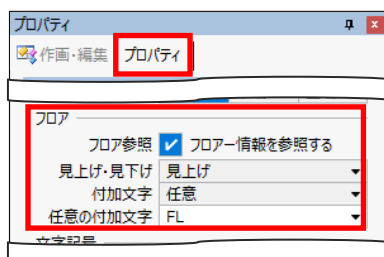 プロパティ
作画・編集 プロパティ
フロア
フロア参照 フロアー情報を参照する
見上げ・見下げ 見上げ
付加文字 任意
任意の付加文字 FL
文字記号